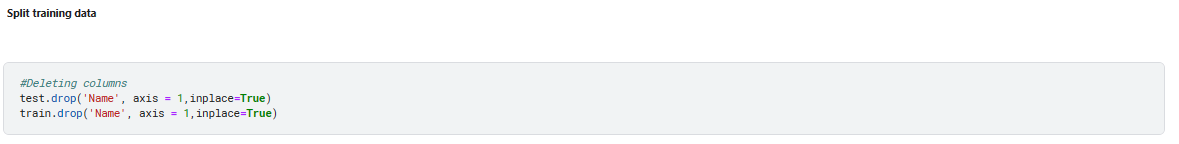 Split training data
#Deleting columns
test.drop('Name', axis = 1,inplace=True)
train.drop('Name', axis = 1,inplace=True)